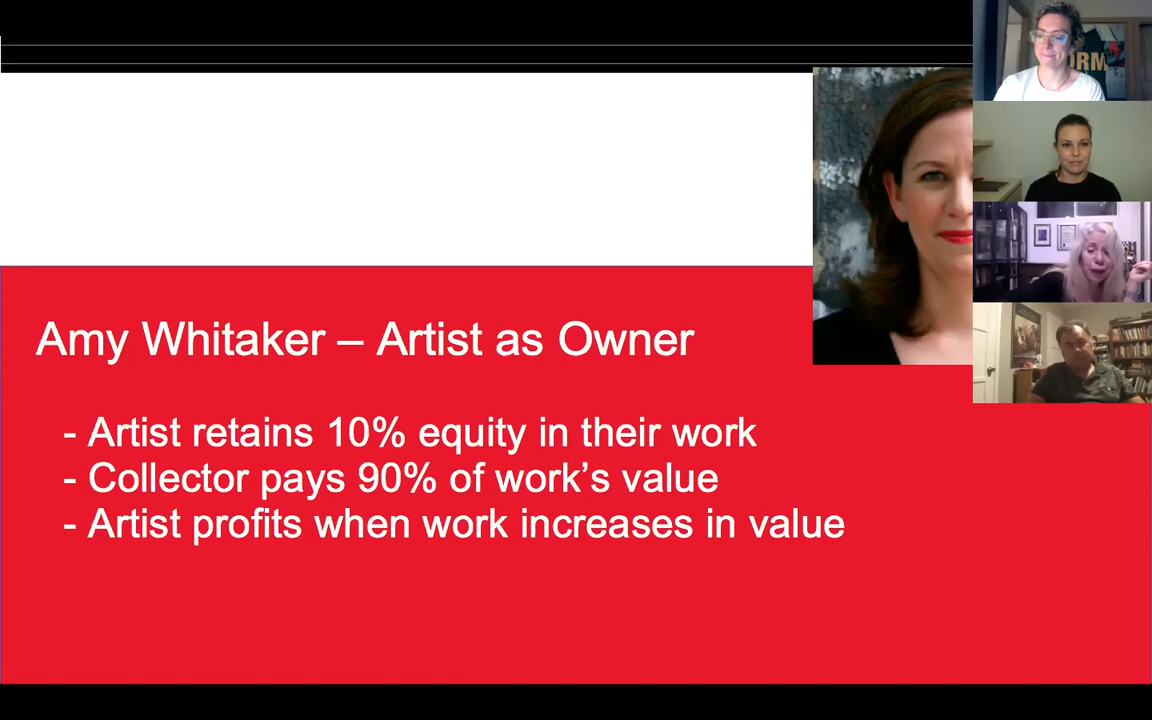 Amy Whitaker – Artist as Owner
- Artist retains 10% equity in their work
- Collector pays 90% of work’s value
- Artist profits when work increases in value
ORM